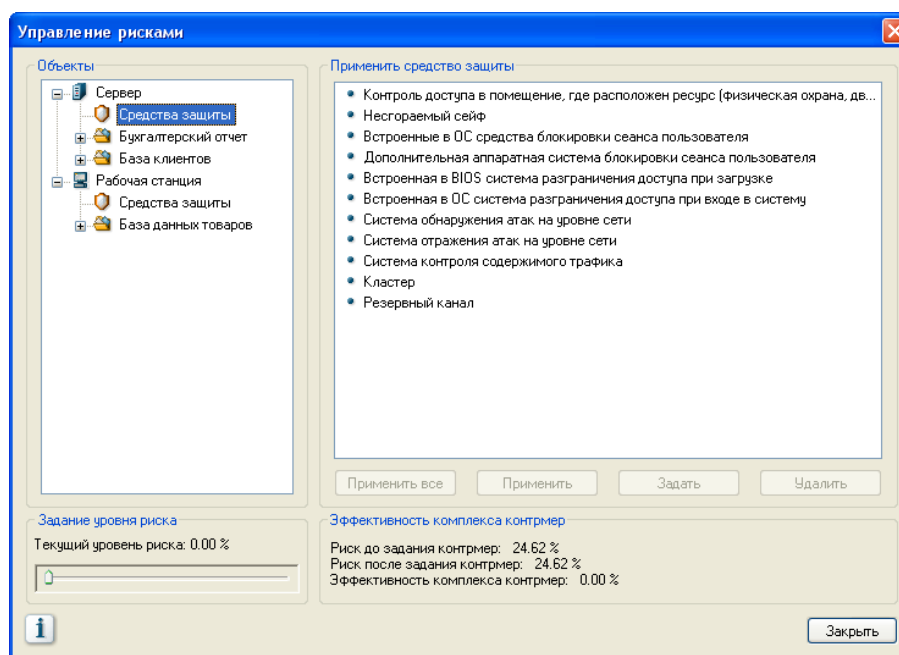 Управление рисками
Объекты
Сервер
Средства защиты
Бухгалтерский отчет
База клиентов
Рабочая станция
Средства защиты
База данных товаров
Применить средство защиты
Контроль доступа в помещение, где расположен ресурс (физическая охрана, дв...
Несгораемый сейф
Встроенные в ОС средства блокировки сеанса пользователя
Дополнительная аппаратная система блокировки сеанса пользователя
Встроенная в BIOS система разграничения доступа при загрузке
Встроенная в ОС система разграничения доступа при входе в систему
Система обнаружения атак на уровне сети
Система отражения атак на уровне сети
Система контроля содержимого трафика
Кластер
Резервный канал
Применить все
Применить
Задать
Удалить
Задание уровня риска
Текущий уровень риска: 0.00 %
Эффективность комплекса контрмер
Риск до задания контрмер: 24.62 %
Риск после задания контрмер: 24.62 %
Эффективность комплекса контрмер: 0.00 %
Закрыть